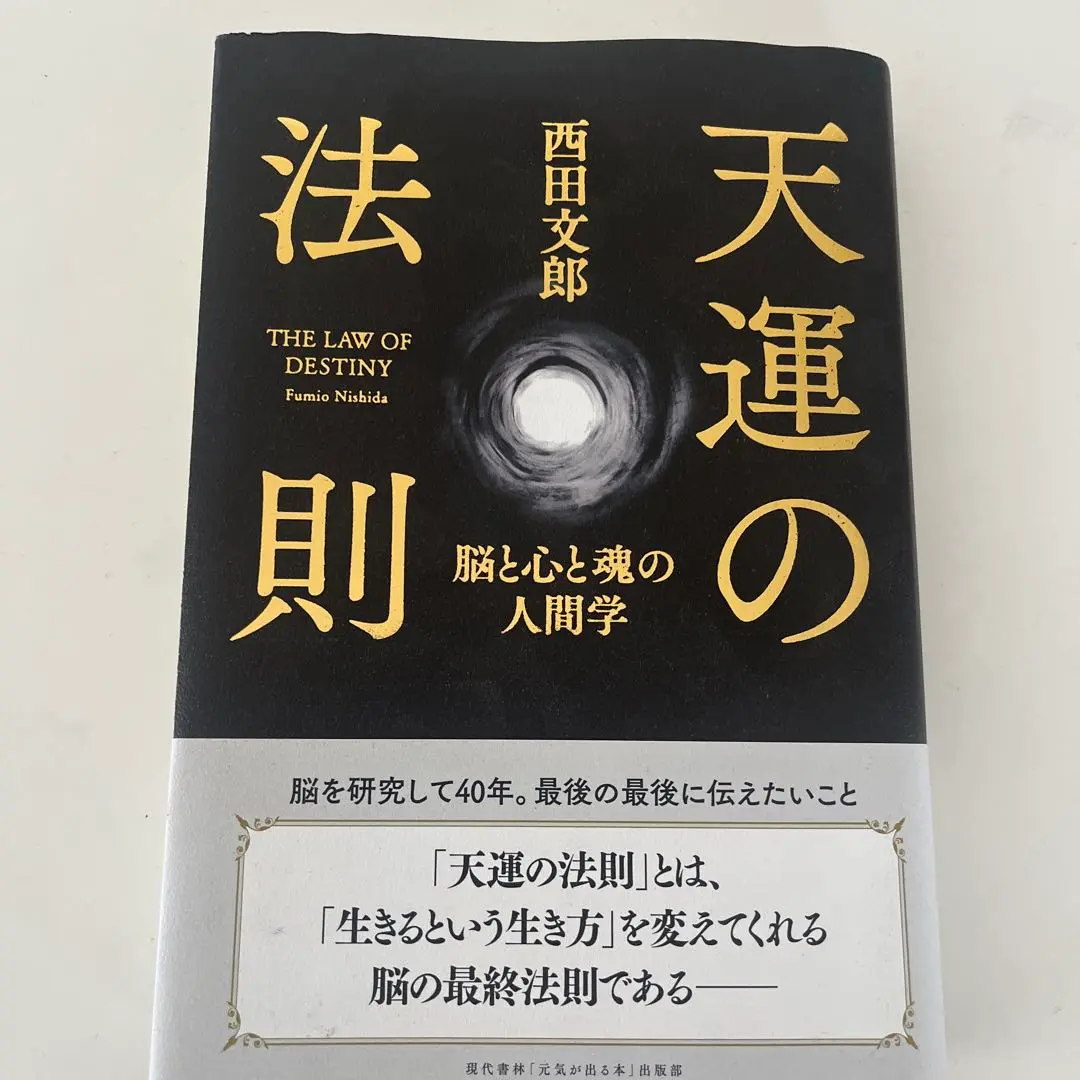 天運の
法則
西田文郎
THE LAW OF
DESTINY
Fumio Nishida
脳と心と魂の
人間学
脳を研究して40年。最後の最後に伝えたいこと
「天運の法則」とは、
「生きるという生き方」を変えてくれる
脳の最終法則である──
現代書林「元気が出る本」出版部